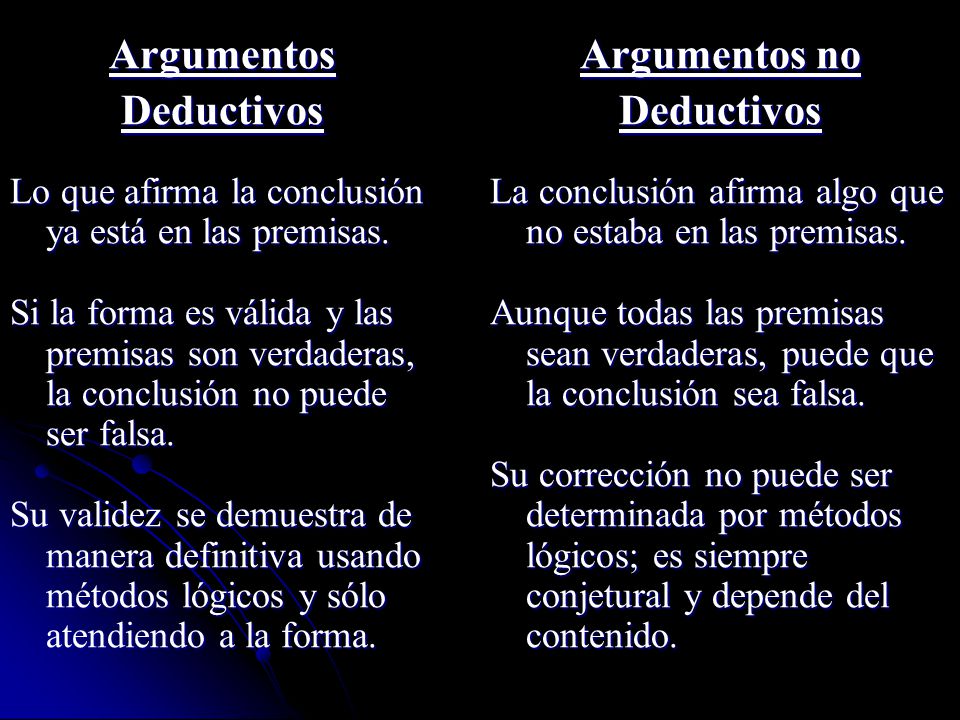 Argumentos
Deductivos
Lo que afirma la conclusión
ya está en las premisas.
Si la forma es válida y las
premisas son verdaderas,
la conclusión no puede
ser falsa.
Su validez se demuestra de
manera definitiva usando
métodos lógicos y sólo
atendiendo a la forma.
Argumentos no
Deductivos
La conclusión afirma algo que
no estaba en las premisas.
Aunque todas las premisas
sean verdaderas, puede que
la conclusión sea falsa.
Su corrección no puede ser
determinada por métodos
lógicos; es siempre
conjetural y depende del
contenido.